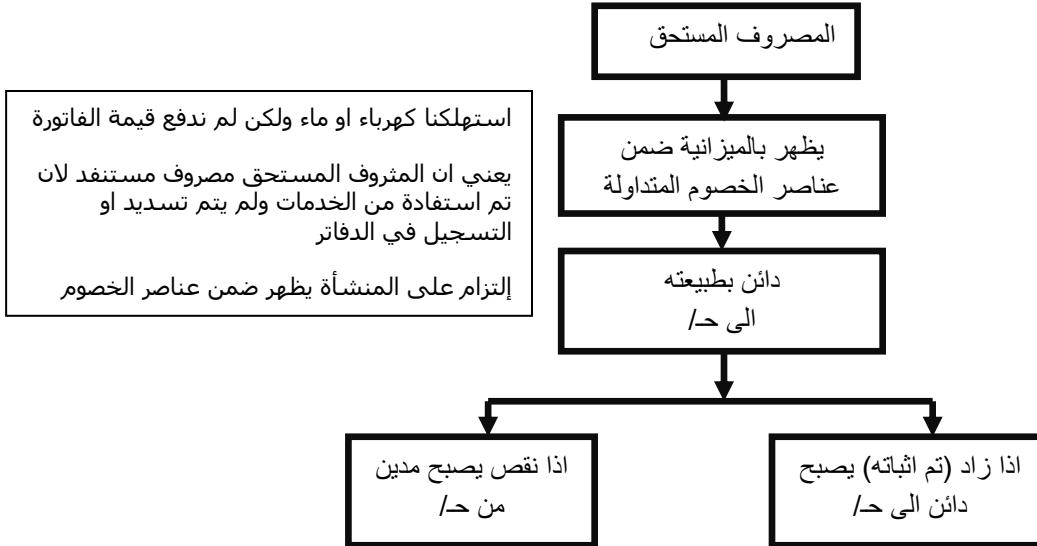 المصروف المستحق
يظهر بالميزانية ضمن
عناصر الخصوم المتداولة
استهلكنا كهرباء او ماء ولكن لم ندفع قيمة الفاتورة
يعني ان المثروف المستحق مصروف مستنفد لان
تم استفادة من الخدمات ولم يتم تسديد او
التسجيل في الدفاتر
إلتزام على المنشأة يظهر ضمن عناصر الخصوم
دائن بطبيعته
الى حـ/
اذا زاد (تم اثباته) يصبح
دائن الى حـ/
اذا نقص يصبح مدين
من حـ/